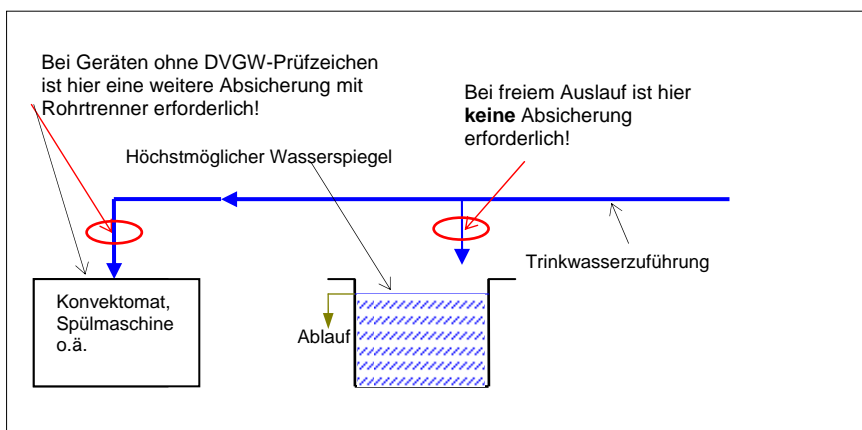 Bei Geräten ohne DVGW-Prüfzeichen
ist hier eine weitere Absicherung mit
Rohrtrenner erforderlich!
Bei freiem Auslauf ist hier
keine Absicherung
erforderlich!
Höchstmöglicher Wasserspiegel
Trinkwasserzuführung
Konvektomat,
Spülmaschine
o.ä.
Ablauf